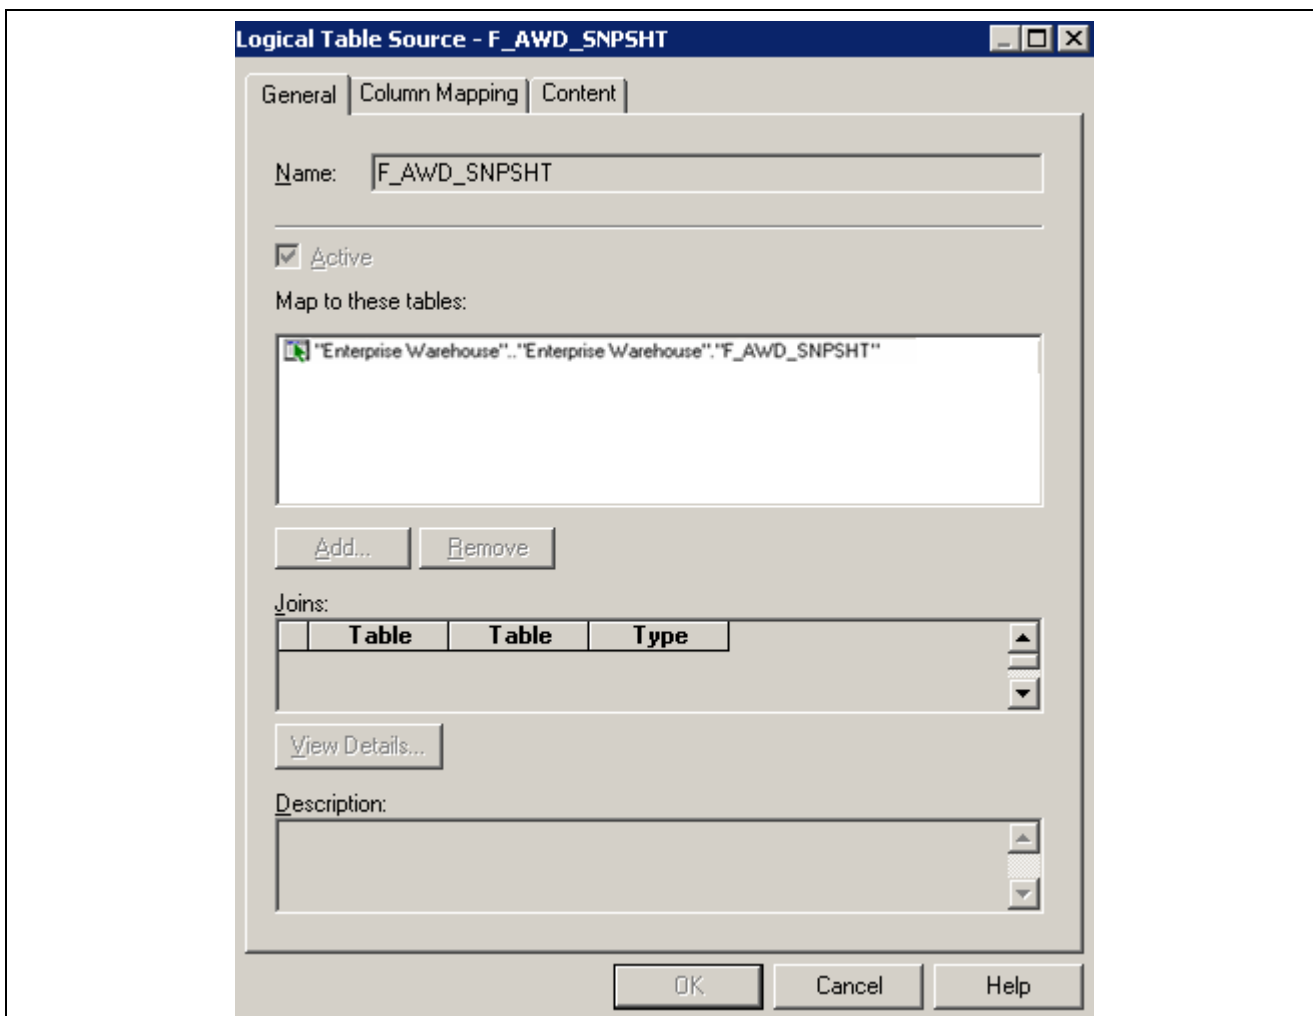 Logical Table Source - F_AWD_SNPSHT
General Column Mapping Content
Name: F_AWD_SNPSHT
Active
Map to these tables:
"Enterprise Warehouse".."Enterprise Warehouse"."F_AWD_SNPSHT"
Add... Remove
Joins:
Table Table Type
View Details...
Description:
OK Cancel Help